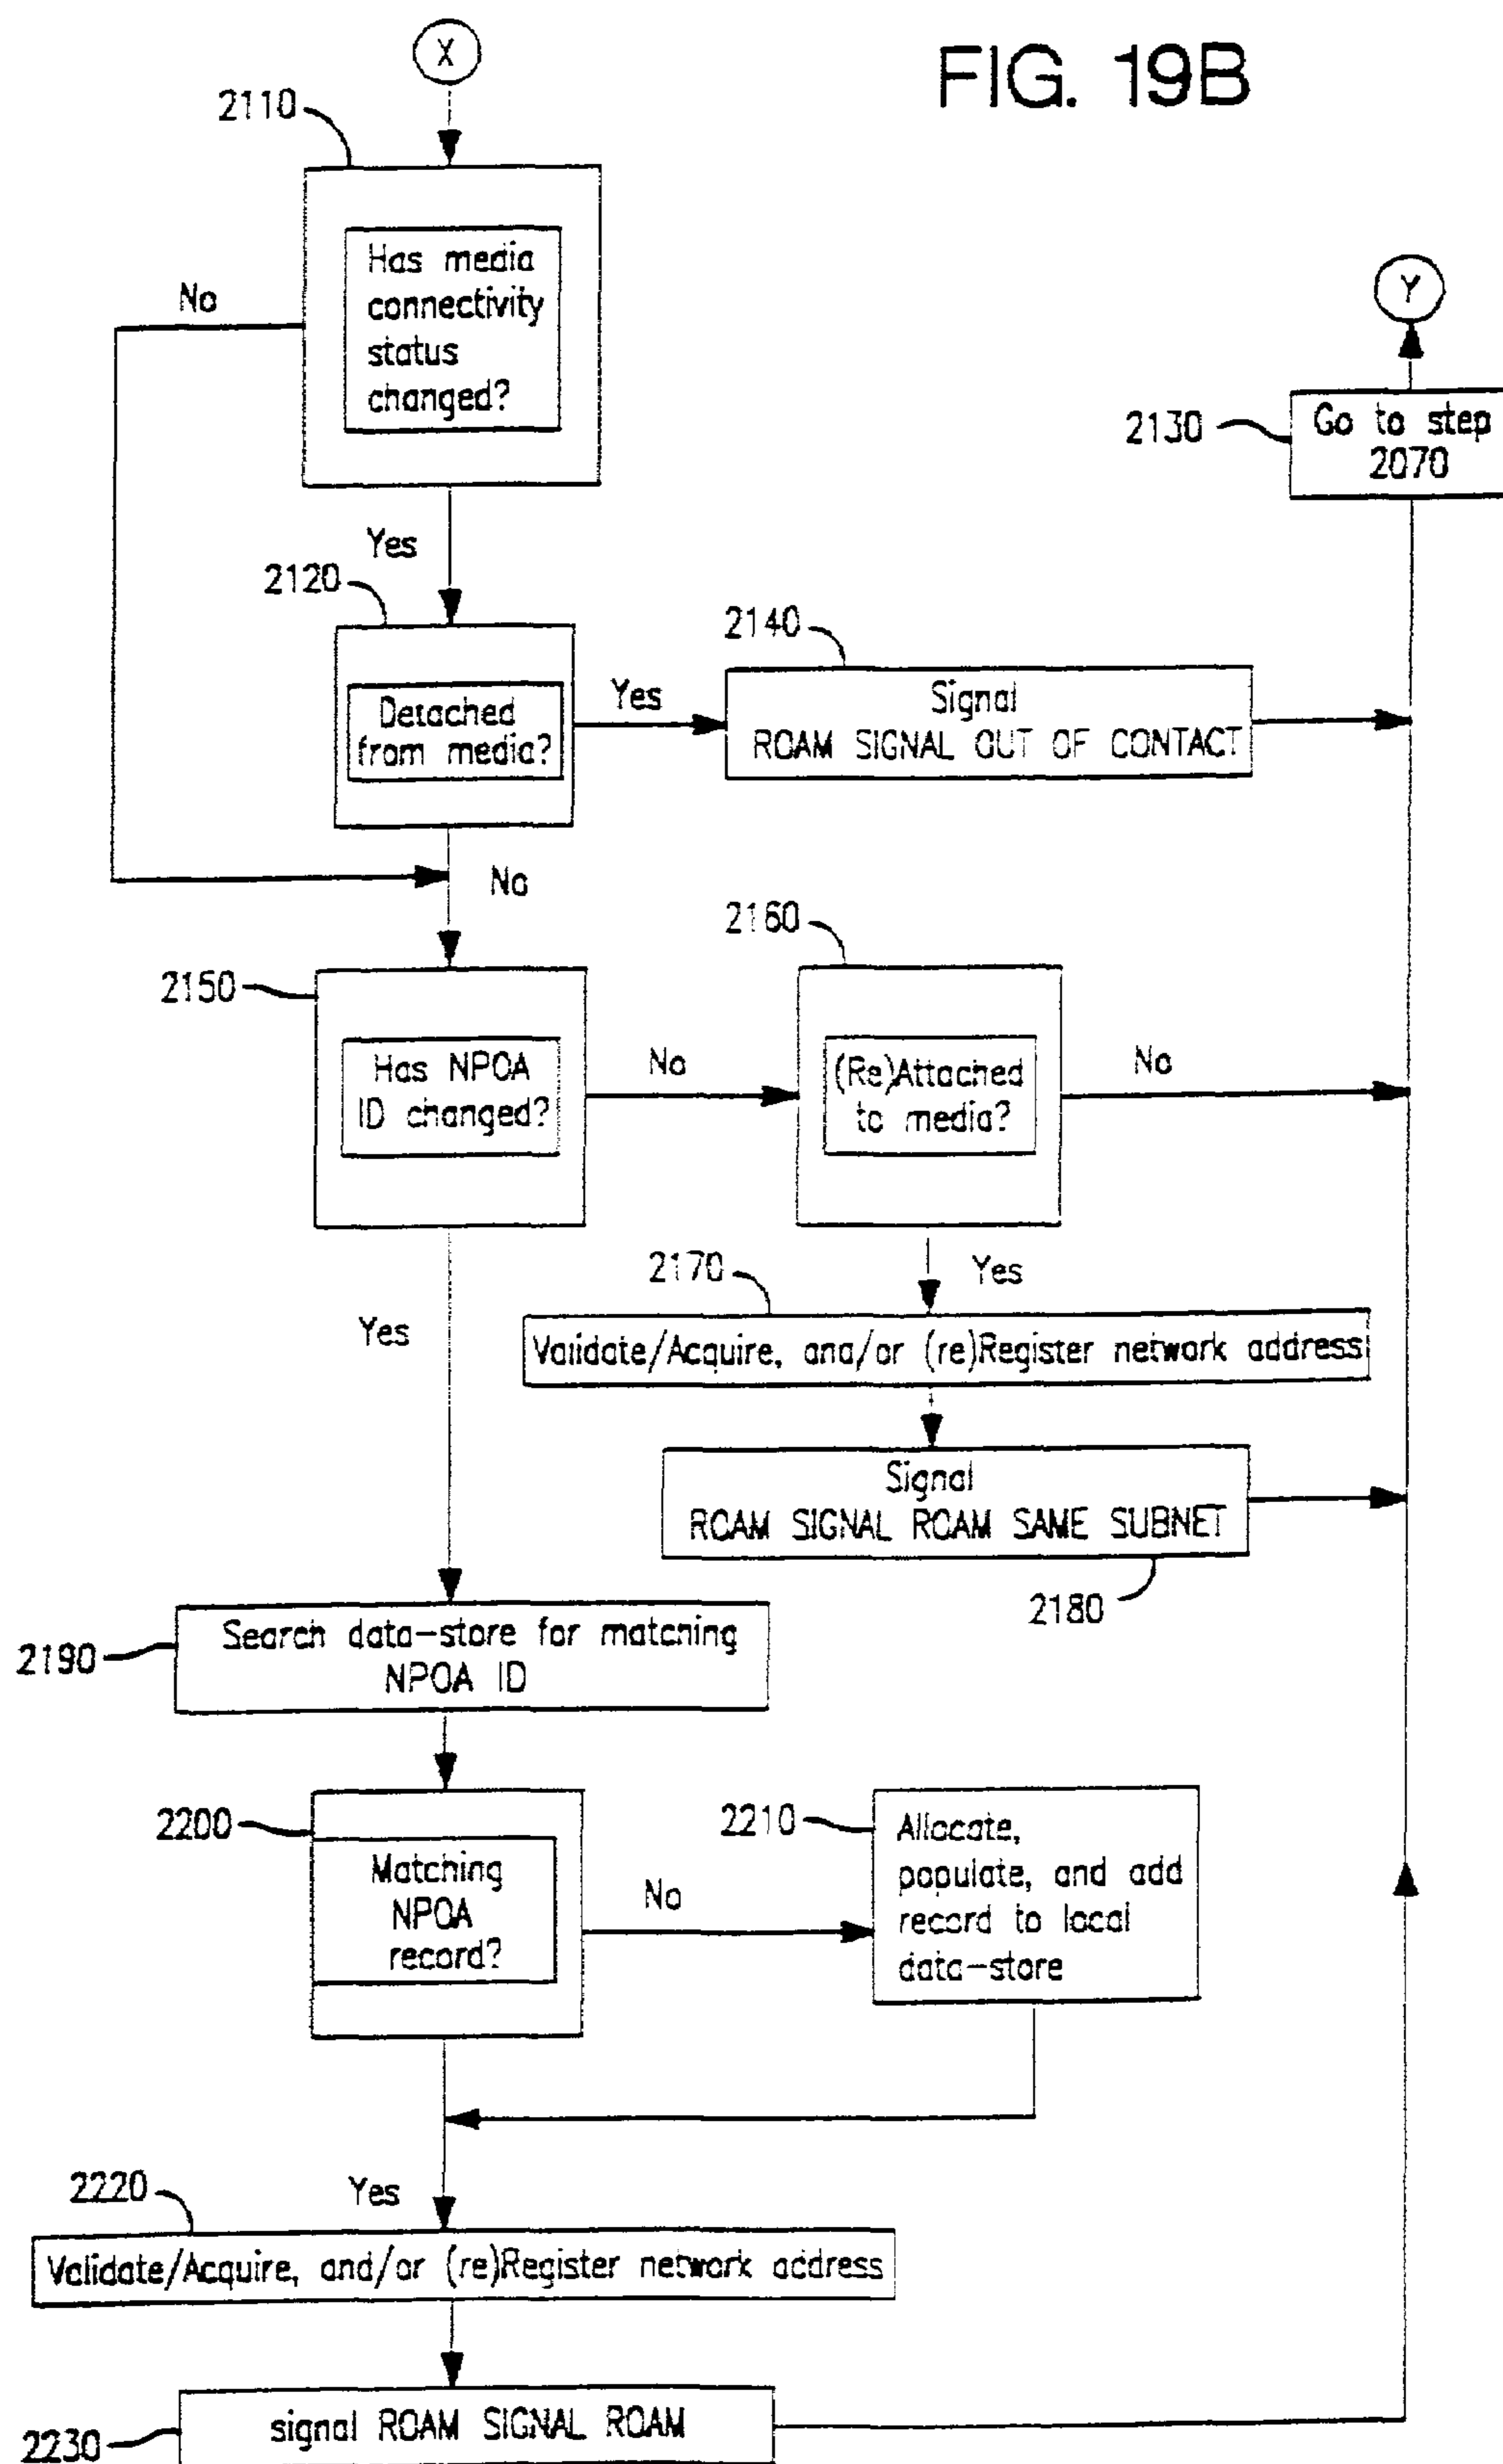 FIG. 19B
X
2110
Has media
connectivity
status
changed?
No
Yes
Y
2130
Go to step
2070
2120
Detached
from media?
Yes
No
2140
Signal
ROAM SIGNAL OUT OF CONTACT
2150
Has NPOA
ID changed?
No
Yes
2160
(Re)Attached
to media?
No
Yes
2170
Validate/Acquire, and/or (re)Register network address
Signal
ROAM SIGNAL ROAM SAME SUBNET
2180
2190
Search data-store for matching
NPOA ID
2200
Matching
NPOA
record?
No
2210
Allocate,
populate, and add
record to local
data-store
Yes
2220
Validate/Acquire, and/or (re)Register network address
2230
signal ROAM SIGNAL ROAM